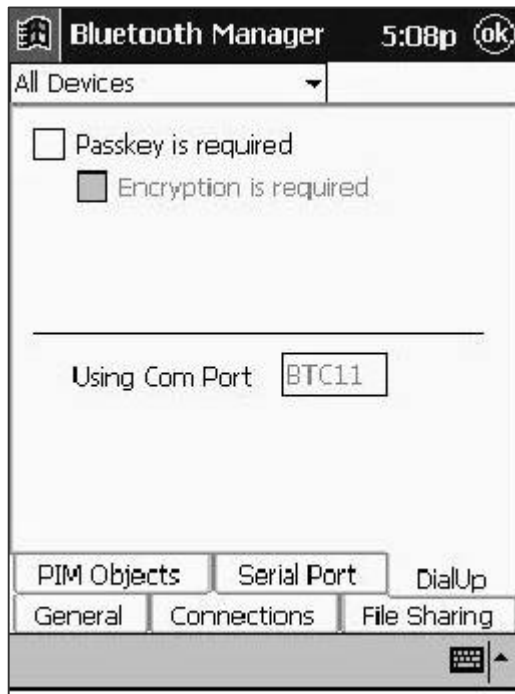 Bluetooth Manager 5:08p ok
All Devices
Passkey is required
Encryption is required
Using Com Port BTC11
PIM Objects Serial Port DialUp
General Connections File Sharing